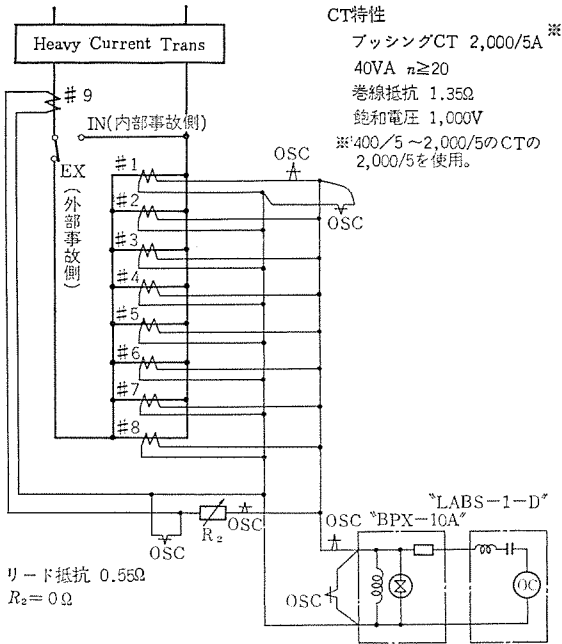 CT特性
ブッシングCT 2,000/5A※
40VA n≧20
巻線抵抗 1.35Ω
飽和電圧 1,000V
※400/5～2,000/5のCTの
2,000/5を使用。
Heavy Current Trans
#9
IN(内部事故側)
EX
(外部事故側)
#1
#2
#3
#4
#5
#6
#7
#8
OSC
OSC
R₂
OSC
OSC
OSC
OSC
"BPX-10A"
"LABS-1-D"
OC
リード抵抗 0.55Ω
R₂=0Ω